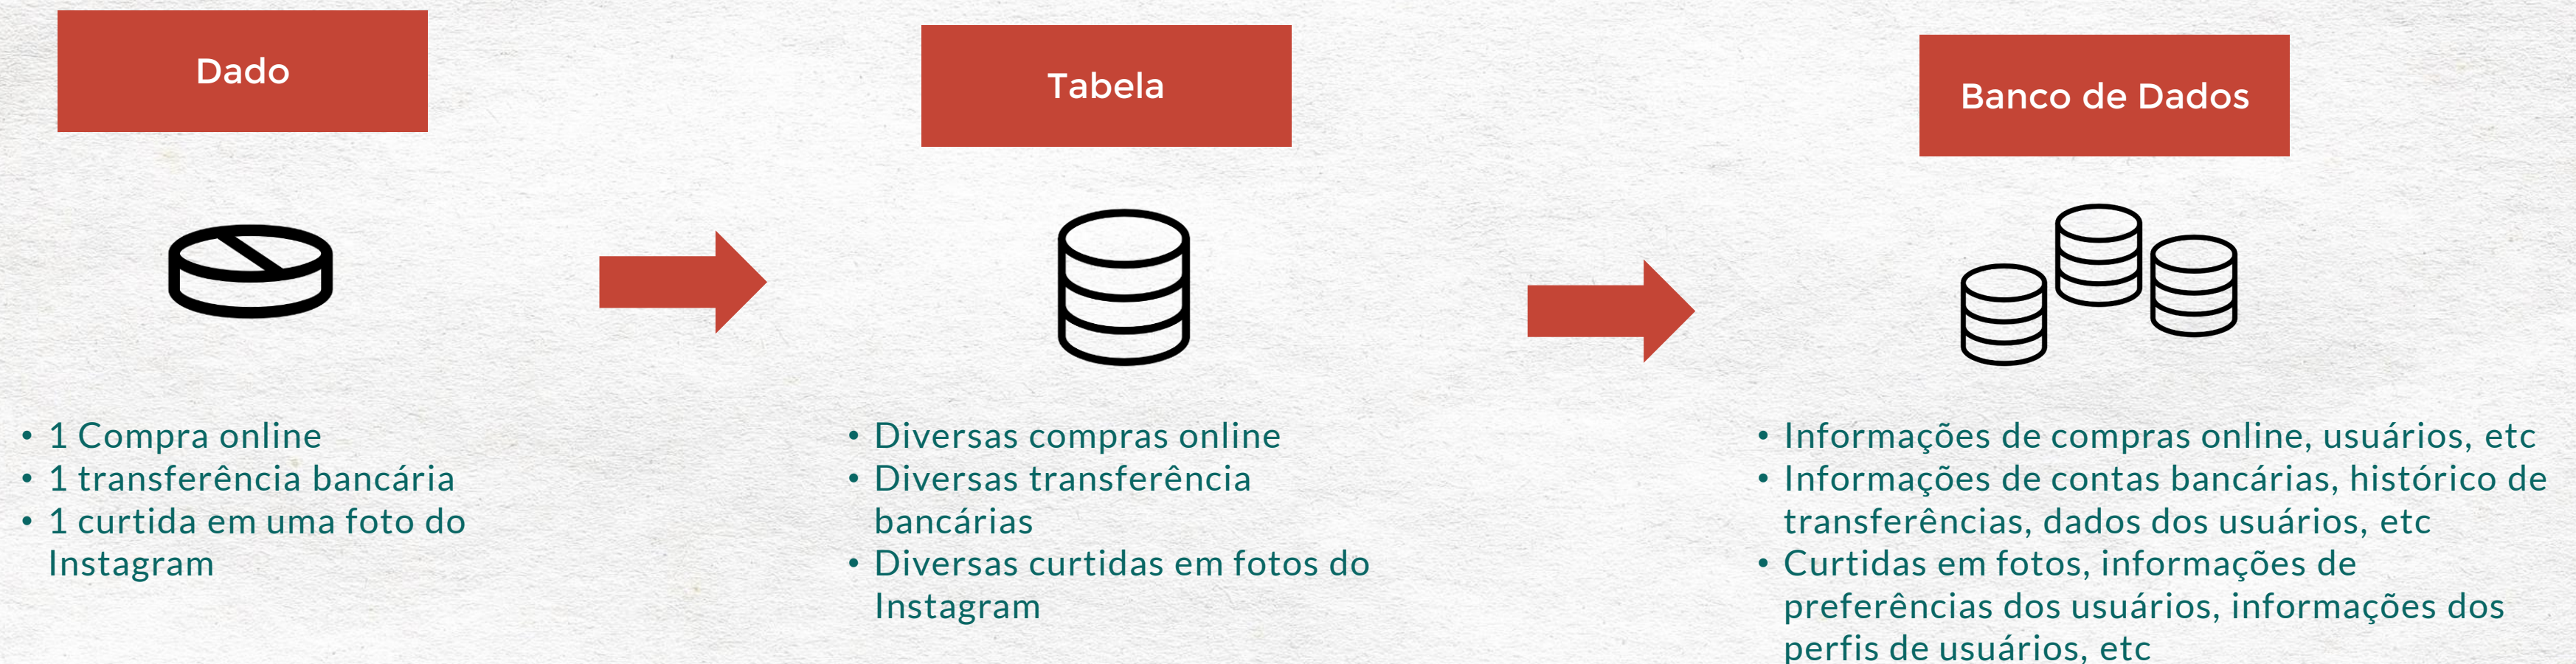 Dado
Tabela
Banco de Dados
• 1 Compra online
• 1 transferência bancária
• 1 curtida em uma foto do
Instagram
• Diversas compras online
• Diversas transferência
bancárias
• Diversas curtidas em fotos do
Instagram
• Informações de compras online, usuários, etc
• Informações de contas bancárias, histórico de
transferências, dados dos usuários, etc
• Curtidas em fotos, informações de
preferências dos usuários, informações dos
perfis de usuários, etc